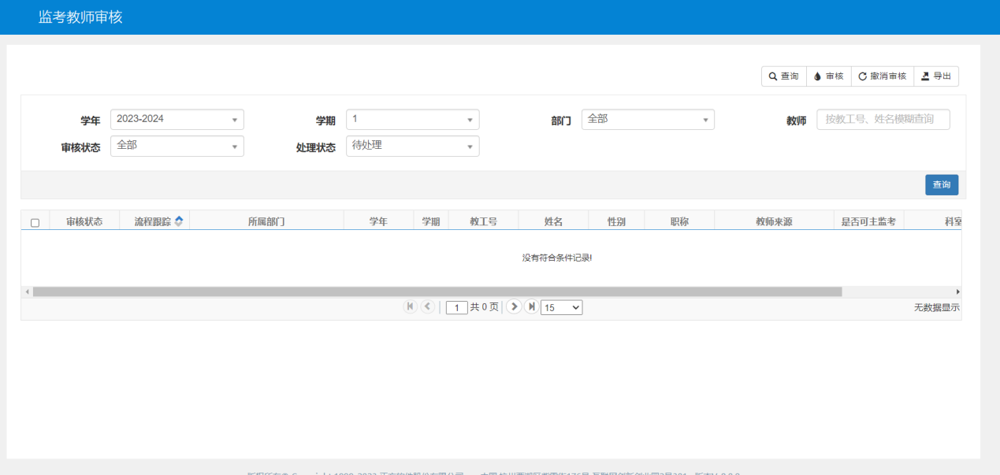 监考教师审核
查询 审核 撤消审核 导出
学年 2023-2024 学期 1 部门 全部 教师 按教工号、姓名模糊查询
审核状态 全部 处理状态 待处理
查询
审核状态 流程跟踪 所属部门 学年 学期 教工号 姓名 性别 职称 教师来源 是否可主监考 科室
没有符合条件记录!
1 共 0 页 15 无数据显示